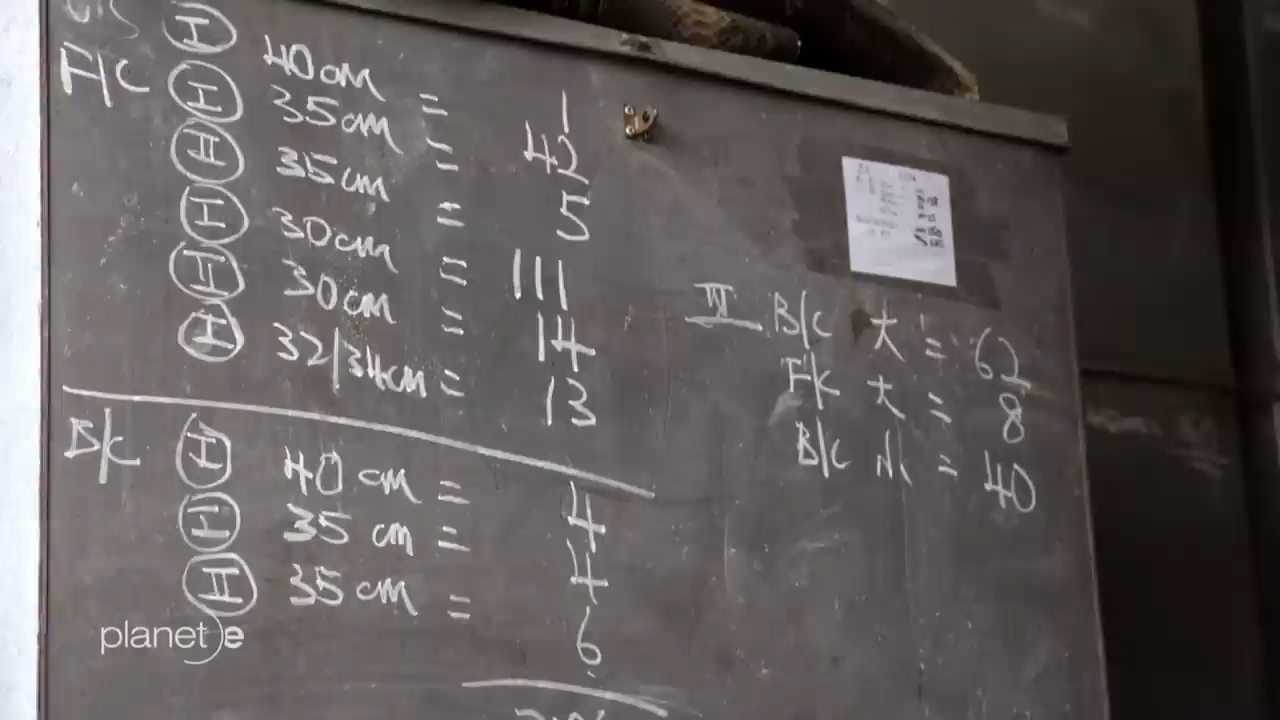 Ⓗ
F/C Ⓗ 40cm = 1
Ⓗ 35cm = 42
Ⓗ 35cm = 5
Ⓗ 30cm = 111
Ⓗ 30cm = 14
32/34cm = 13
B/C Ⓗ 40 cm = 4
Ⓗ 35 cm = 4
Ⓗ 35 cm = 6
VI B/C 大 = 62
F/C 大 = 8
B/C 小 = 40
planet e